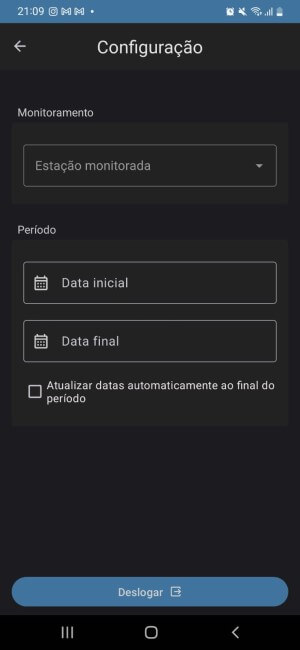 21:09
Configuração
Monitoramento
Estação monitorada
Período
Data inicial
Data final
Atualizar datas automaticamente ao final do
período
Deslogar